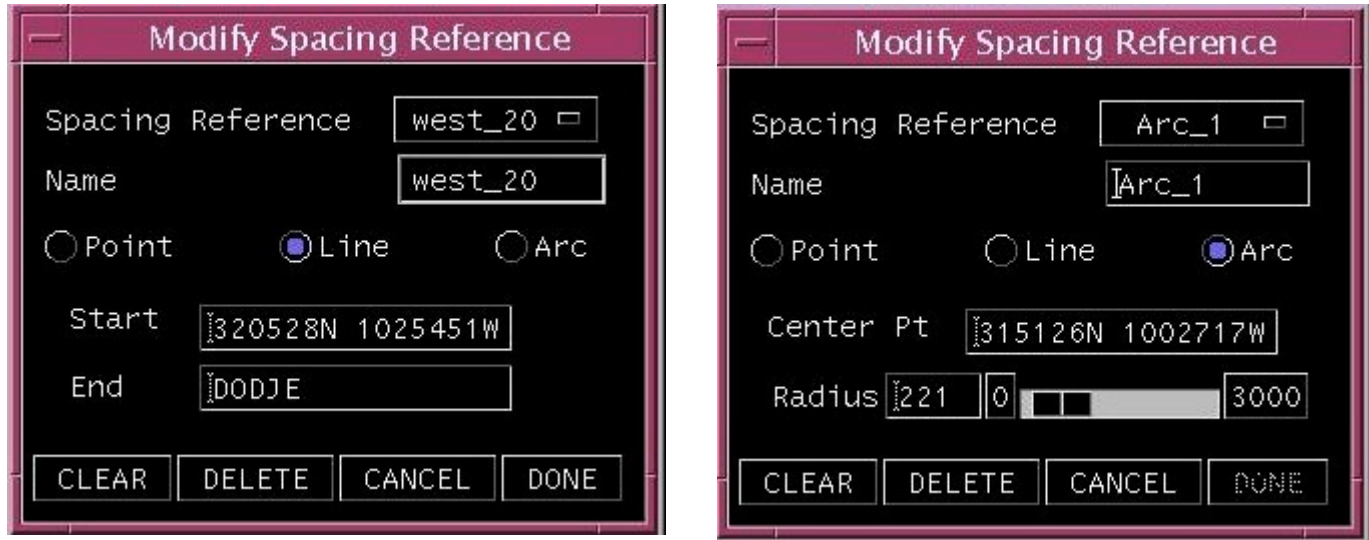 Modify Spacing Reference
Spacing Reference west_20
Name west_20
Point Line Arc
Start 320528N 1025451W
End DODJE
CLEAR DELETE CANCEL DONE
Modify Spacing Reference
Spacing Reference Arc_1
Name Arc_1
Point Line Arc
Center Pt 315126N 1002717W
Radius 221 0 3000
CLEAR DELETE CANCEL DONE